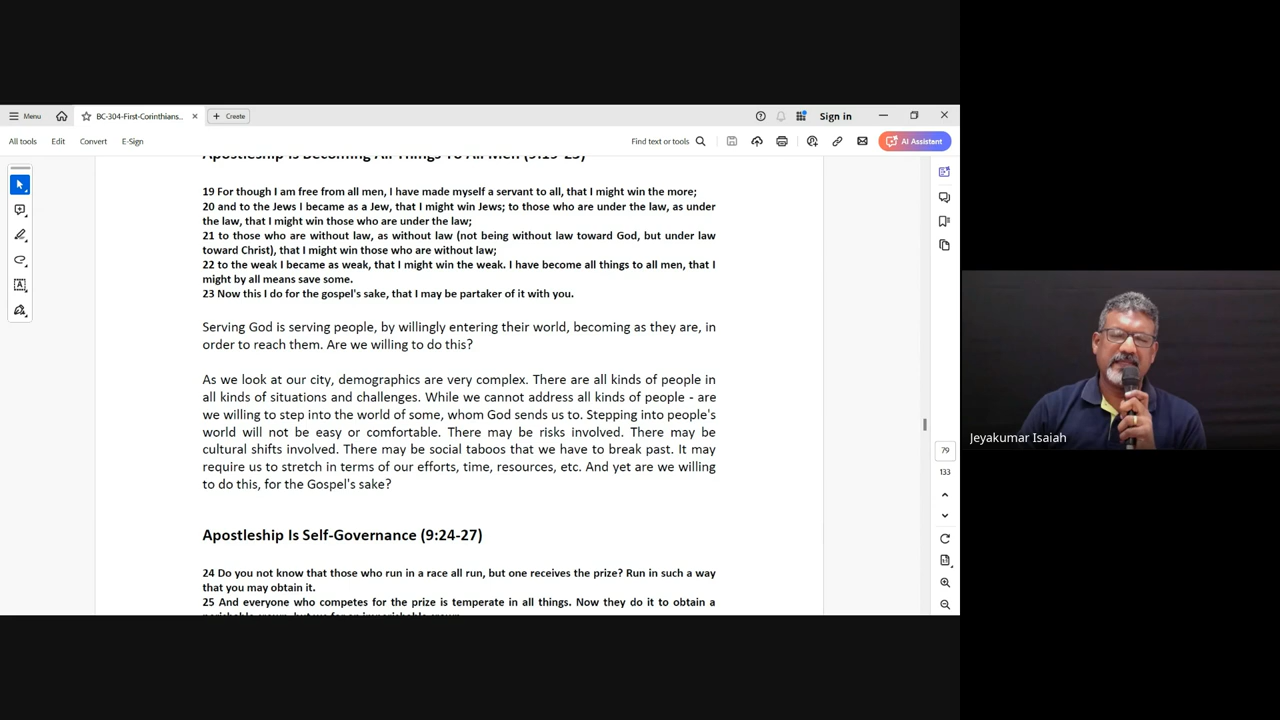 Menu
BC-304-First-Corinthians...
Create
Sign in
All tools
Edit
Convert
E-Sign
Find text or tools
AI Assistant
Apostleship Is Becoming All Things To All Men (9:19-23)
19 For though I am free from all men, I have made myself a servant to all, that I might win the more;
20 and to the Jews I became as a Jew, that I might win Jews; to those who are under the law, as under
the law, that I might win those who are under the law;
21 to those who are without law, as without law (not being without law toward God, but under law
toward Christ), that I might win those who are without law;
22 to the weak I became as weak, that I might win the weak. I have become all things to all men, that I
might by all means save some.
23 Now this I do for the gospel's sake, that I may be partaker of it with you.
Serving God is serving people, by willingly entering their world, becoming as they are, in
order to reach them. Are we willing to do this?
As we look at our city, demographics are very complex. There are all kinds of people in
all kinds of situations and challenges. While we cannot address all kinds of people - are
we willing to step into the world of some, whom God sends us to. Stepping into people's
world will not be easy or comfortable. There may be risks involved. There may be
cultural shifts involved. There may be social taboos that we have to break past. It may
require us to stretch in terms of our efforts, time, resources, etc. And yet are we willing
to do this, for the Gospel's sake?
Apostleship Is Self-Governance (9:24-27)
24 Do you not know that those who run in a race all run, but one receives the prize? Run in such a way
that you may obtain it.
25 And everyone who competes for the prize is temperate in all things. Now they do it to obtain a
79
133
Jeyakumar Isaiah